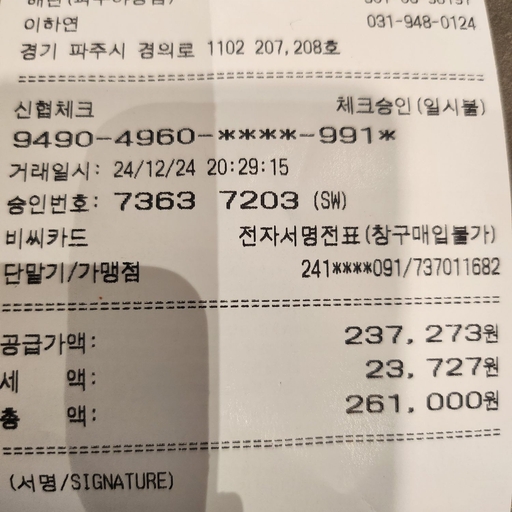 이하연 031-948-0124
경기 파주시 경의로 1102 207,208호
신협체크 체크승인(일시불)
9490-4960-****-991*
거래일시: 24/12/24 20:29:15
승인번호: 7363 7203 (SW)
비씨카드 전자서명전표(창구매입불가)
단말기/가맹점 241****091/737011682
공급가액: 237,273원
세 액: 23,727원
총 액: 261,000원
(서명/SIGNATURE)